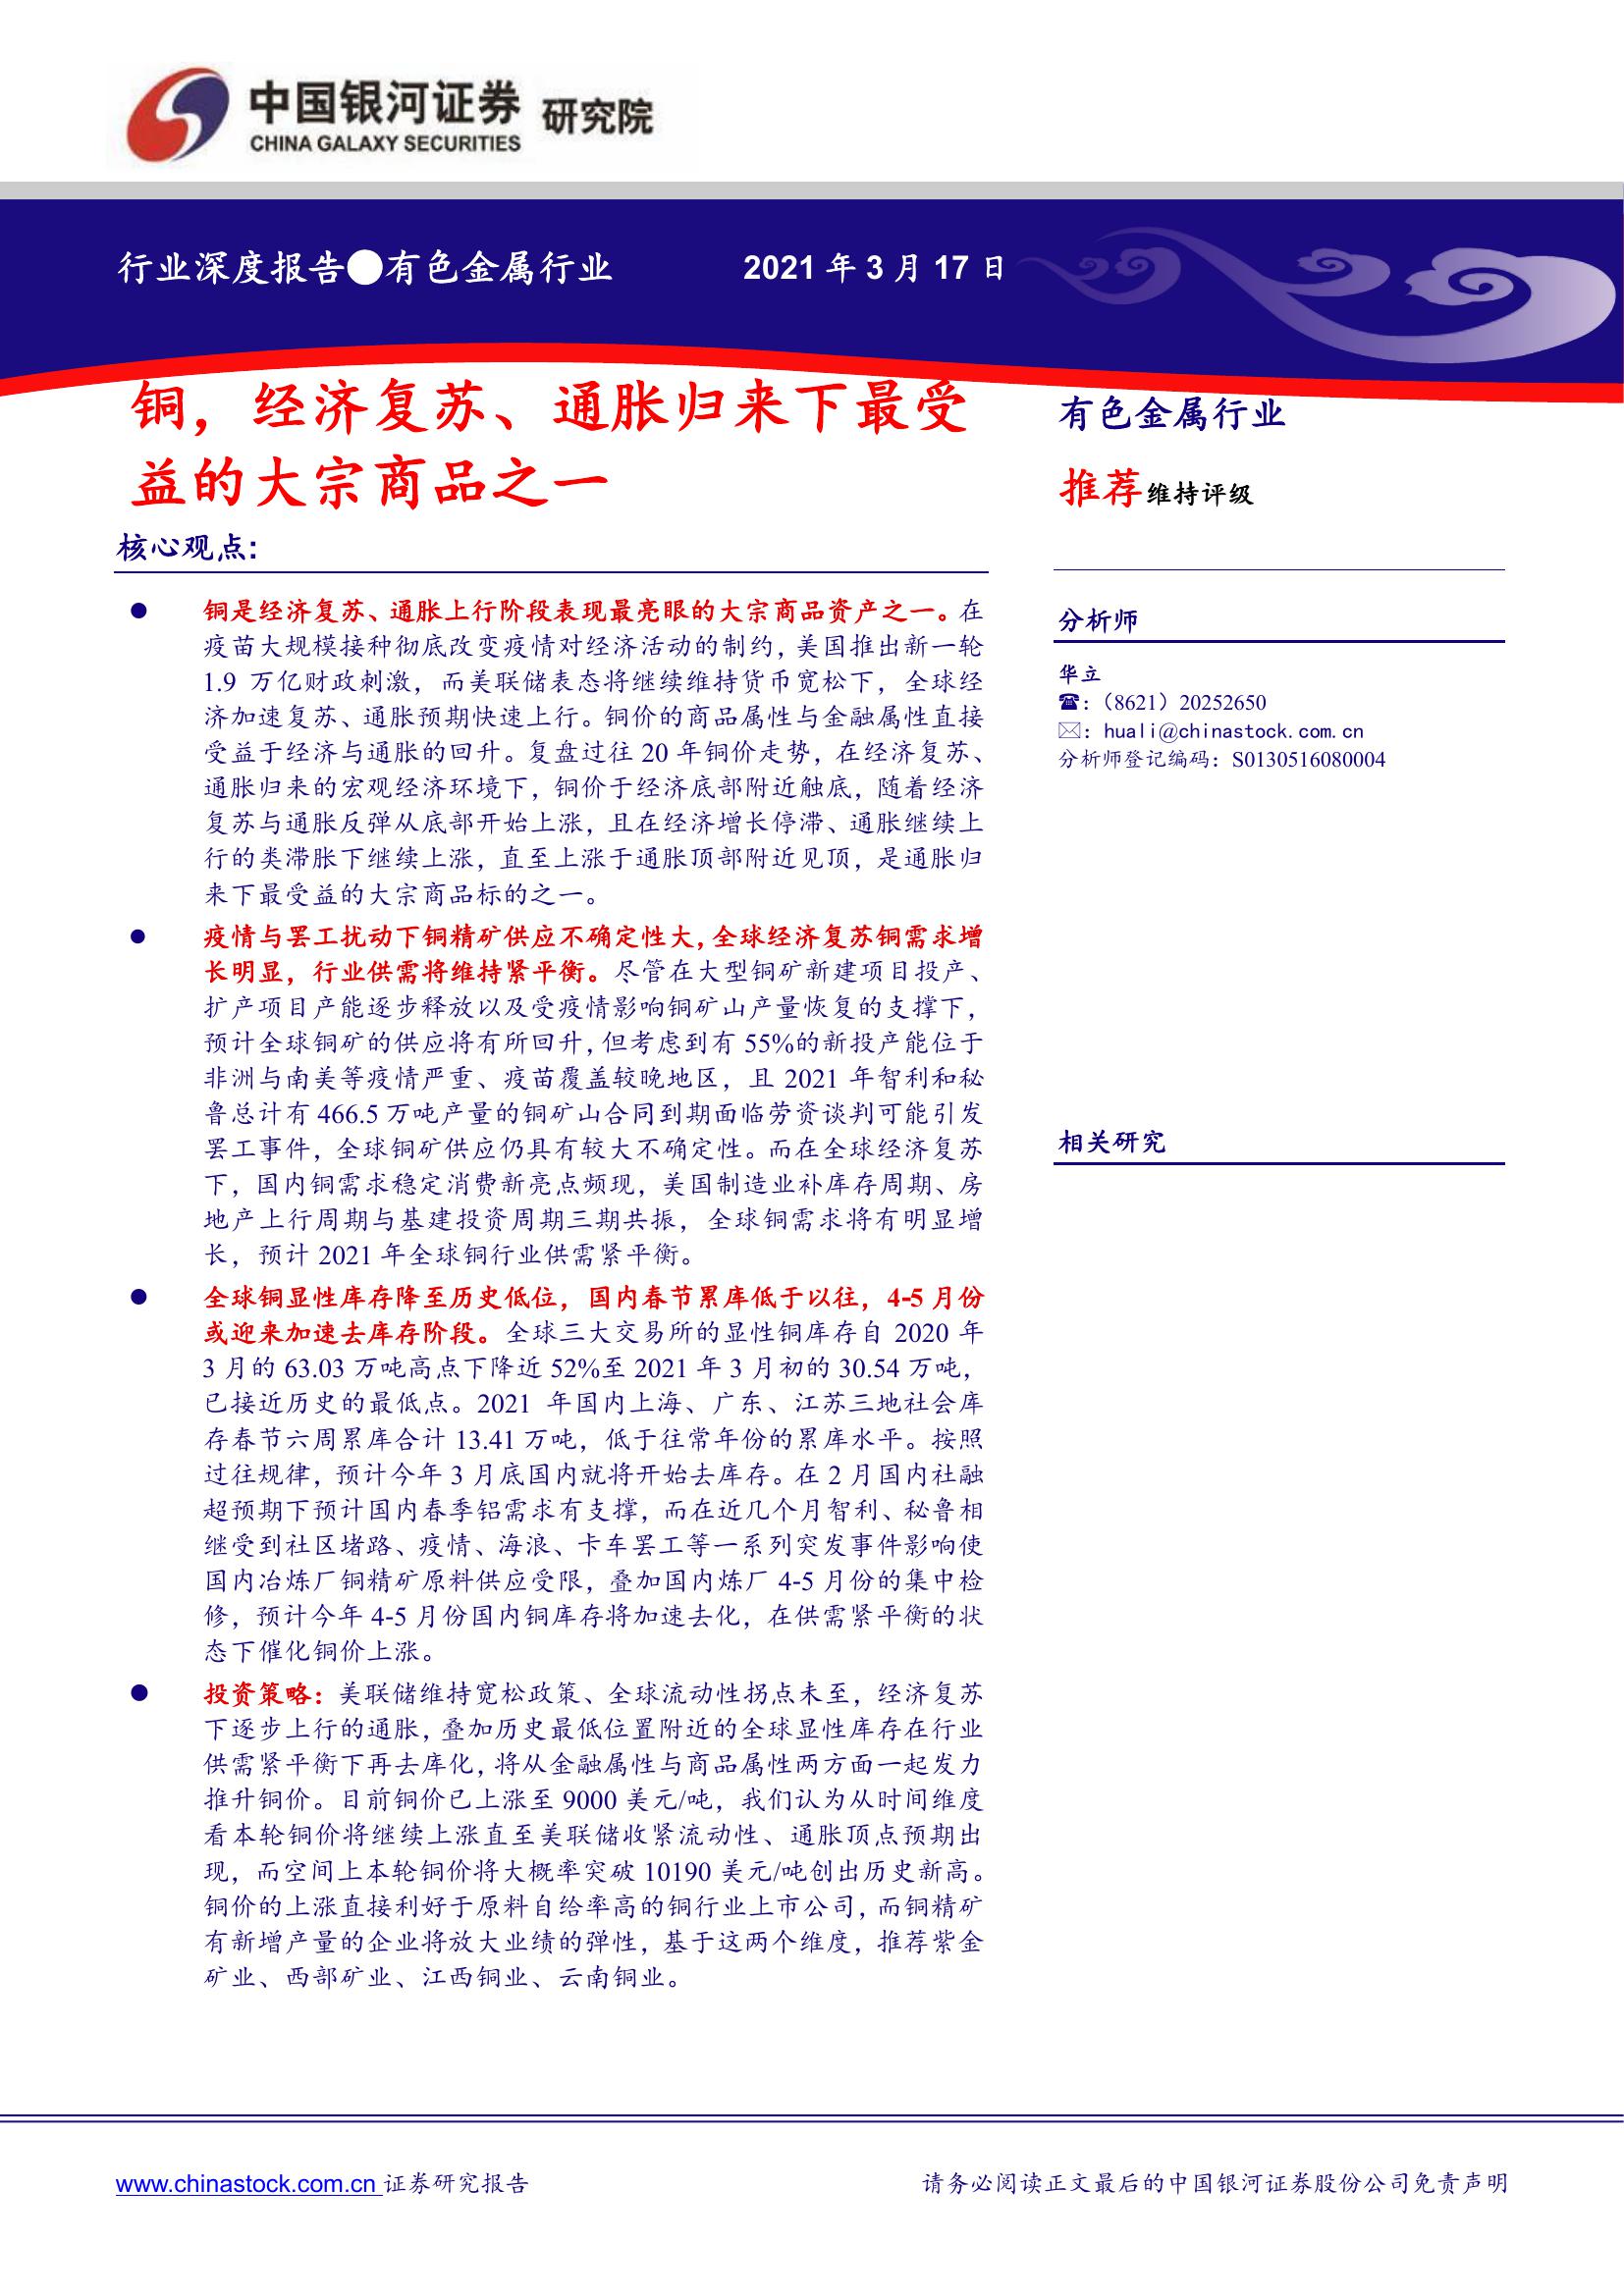 中国银河证券 研究院
CHINA GALAXY SECURITIES
行业深度报告●有色金属行业 2021 年 3 月 17 日
铜，经济复苏、通胀归来下最受
益的大宗商品之一
核心观点:
● 铜是经济复苏、通胀上行阶段表现最亮眼的大宗商品资产之一。在
疫苗大规模接种彻底改变疫情对经济活动的制约，美国推出新一轮
1.9 万亿财政刺激，而美联储表态将继续维持货币宽松下，全球经
济加速复苏、通胀预期快速上行。铜价的商品属性与金融属性直接
受益于经济与通胀的回升。复盘过往 20 年铜价走势，在经济复苏、
通胀归来的宏观经济环境下，铜价于经济底部附近触底，随着经济
复苏与通胀反弹从底部开始上涨，且在经济增长停滞、通胀继续上
行的类滞胀下继续上涨，直至上涨于通胀顶部附近见顶，是通胀归
来下最受益的大宗商品标的之一。
● 疫情与罢工扰动下铜精矿供应不确定性大，全球经济复苏铜需求增
长明显，行业供需将维持紧平衡。尽管在大型铜矿新建项目投产、
扩产项目产能逐步释放以及受疫情影响铜矿山产量恢复的支撑下，
预计全球铜矿的供应将有所回升，但考虑到有 55%的新投产能位于
非洲与南美等疫情严重、疫苗覆盖较晚地区，且 2021 年智利和秘
鲁总计有 466.5 万吨产量的铜矿山合同到期面临劳资谈判可能引发
罢工事件，全球铜矿供应仍具有较大不确定性。而在全球经济复苏
下，国内铜需求稳定消费新亮点频现，美国制造业补库存周期、房
地产上行周期与基建投资周期三期共振，全球铜需求将有明显增
长，预计 2021 年全球铜行业供需紧平衡。
● 全球铜显性库存降至历史低位，国内春节累库低于以往，4-5 月份
或迎来加速去库存阶段。全球三大交易所的显性铜库存自 2020 年
3 月的 63.03 万吨高点下降近 52%至 2021 年 3 月初的 30.54 万吨，
已接近历史的最低点。2021 年国内上海、广东、江苏三地社会库
存春节六周累库合计 13.41 万吨，低于往常年份的累库水平。按照
过往规律，预计今年 3 月底国内就将开始去库存。在 2 月国内社融
超预期下预计国内春季铝需求有支撑，而在近几个月智利、秘鲁相
继受到社区堵路、疫情、海浪、卡车罢工等一系列突发事件影响使
国内冶炼厂铜精矿原料供应受限，叠加国内炼厂 4-5 月份的集中检
修，预计今年 4-5 月份国内铜库存将加速去化，在供需紧平衡的状
态下催化铜价上涨。
● 投资策略：美联储维持宽松政策、全球流动性拐点未至，经济复苏
下逐步上行的通胀，叠加历史最低位置附近的全球显性库存在行业
供需紧平衡下再去库化，将从金融属性与商品属性两方面一起发力
推升铜价。目前铜价已上涨至 9000 美元/吨，我们认为从时间维度
看本轮铜价将继续上涨直至美联储收紧流动性、通胀顶点预期出
现，而空间上本轮铜价将大概率突破 10190 美元/吨创出历史新高。
铜价的上涨直接利好于原料自给率高的铜行业上市公司，而铜精矿
有新增产量的企业将放大业绩的弹性，基于这两个维度，推荐紫金
矿业、西部矿业、江西铜业、云南铜业。
有色金属行业
推荐 维持评级
分析师
华立
☎：（8621）20252650
✉：huali@chinastock.com.cn
分析师登记编码：S0130516080004
相关研究
www.chinastock.com.cn 证券研究报告
请务必阅读正文最后的中国银河证券股份公司免责声明